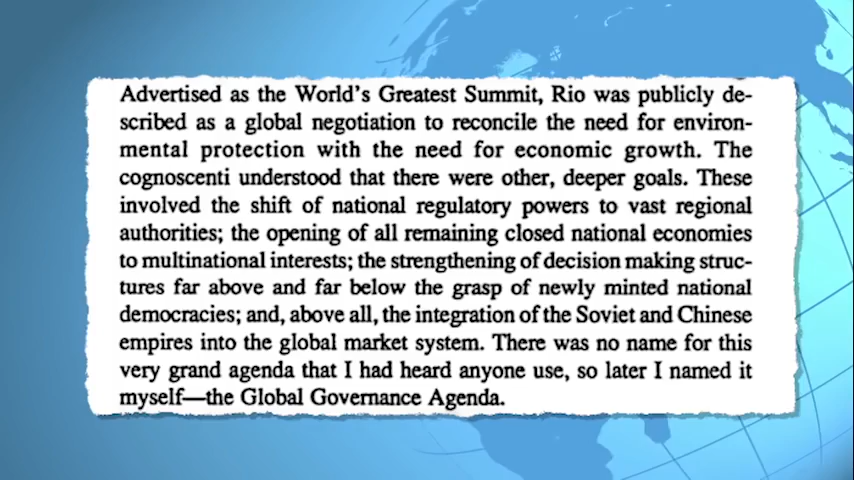 Advertised as the World's Greatest Summit, Rio was publicly de-
scribed as a global negotiation to reconcile the need for environ-
mental protection with the need for economic growth. The
cognoscenti understood that there were other, deeper goals. These
involved the shift of national regulatory powers to vast regional
authorities; the opening of all remaining closed national economies
to multinational interests; the strengthening of decision making struc-
tures far above and far below the grasp of newly minted national
democracies; and, above all, the integration of the Soviet and Chinese
empires into the global market system. There was no name for this
very grand agenda that I had heard anyone use, so later I named it
myself—the Global Governance Agenda.